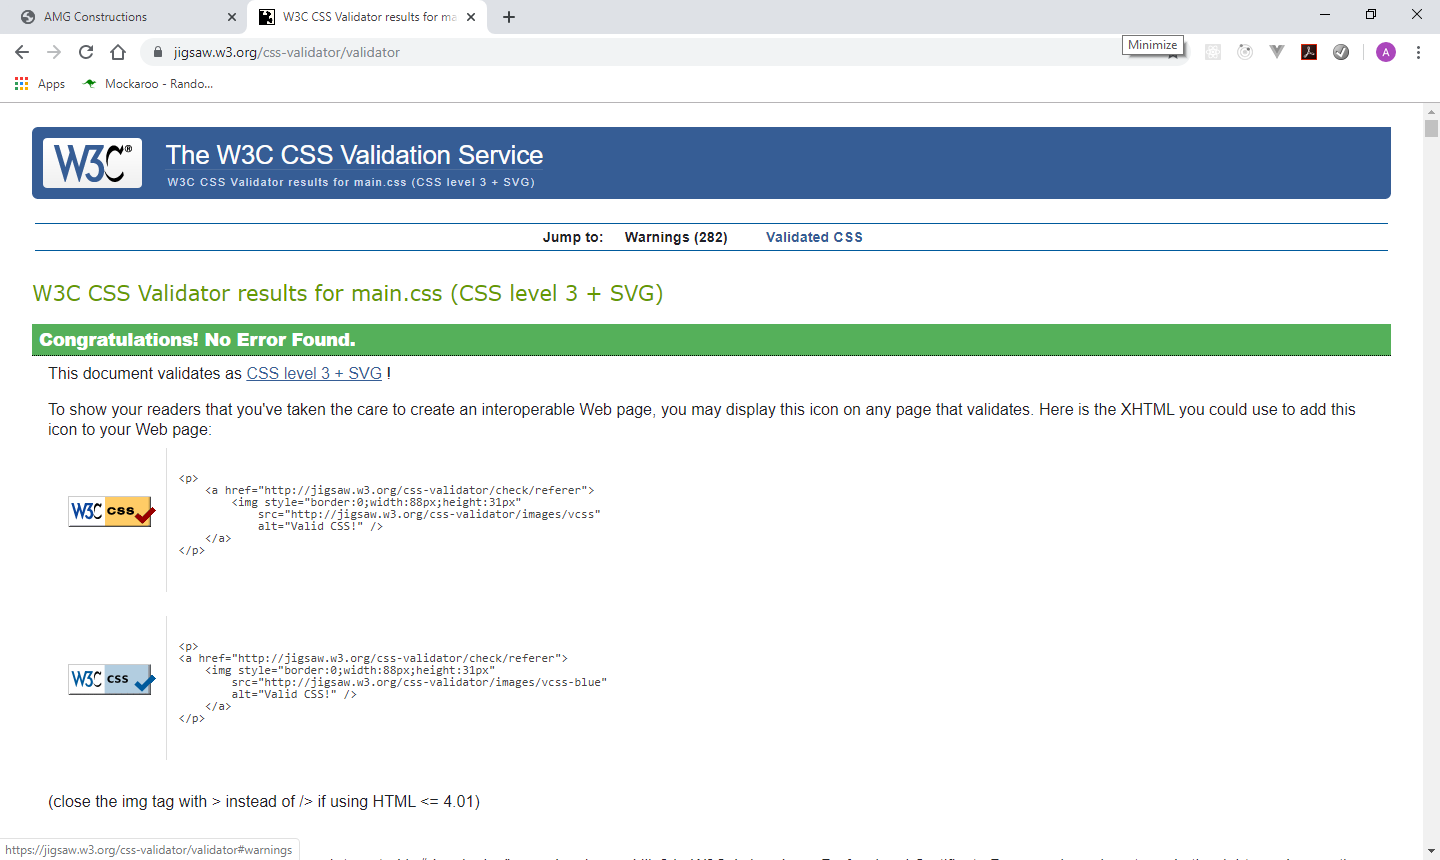 AMG Constructions
W3C CSS Validator results for ma
jigsaw.w3.org/css-validator/validator
Minimize
A
Apps
Mockaroo - Rando...
W3C®
The W3C CSS Validation Service
W3C CSS Validator results for main.css (CSS level 3 + SVG)
Jump to: Warnings (282) Validated CSS
W3C CSS Validator results for main.css (CSS level 3 + SVG)
Congratulations! No Error Found.
This document validates as CSS level 3 + SVG !
To show your readers that you've taken the care to create an interoperable Web page, you may display this icon on any page that validates. Here is the XHTML you could use to add this
icon to your Web page:
W3C css
<p>
<a href="http://jigsaw.w3.org/css-validator/check/referer">
<img style="border:0;width:88px;height:31px"
src="http://jigsaw.w3.org/css-validator/images/vcss"
alt="Valid CSS!" />
</a>
</p>
W3C css
<p>
<a href="http://jigsaw.w3.org/css-validator/check/referer">
<img style="border:0;width:88px;height:31px"
src="http://jigsaw.w3.org/css-validator/images/vcss-blue"
alt="Valid CSS!" />
</a>
</p>
(close the img tag with > instead of /> if using HTML <= 4.01)
https://jigsaw.w3.org/css-validator/validator#warnings